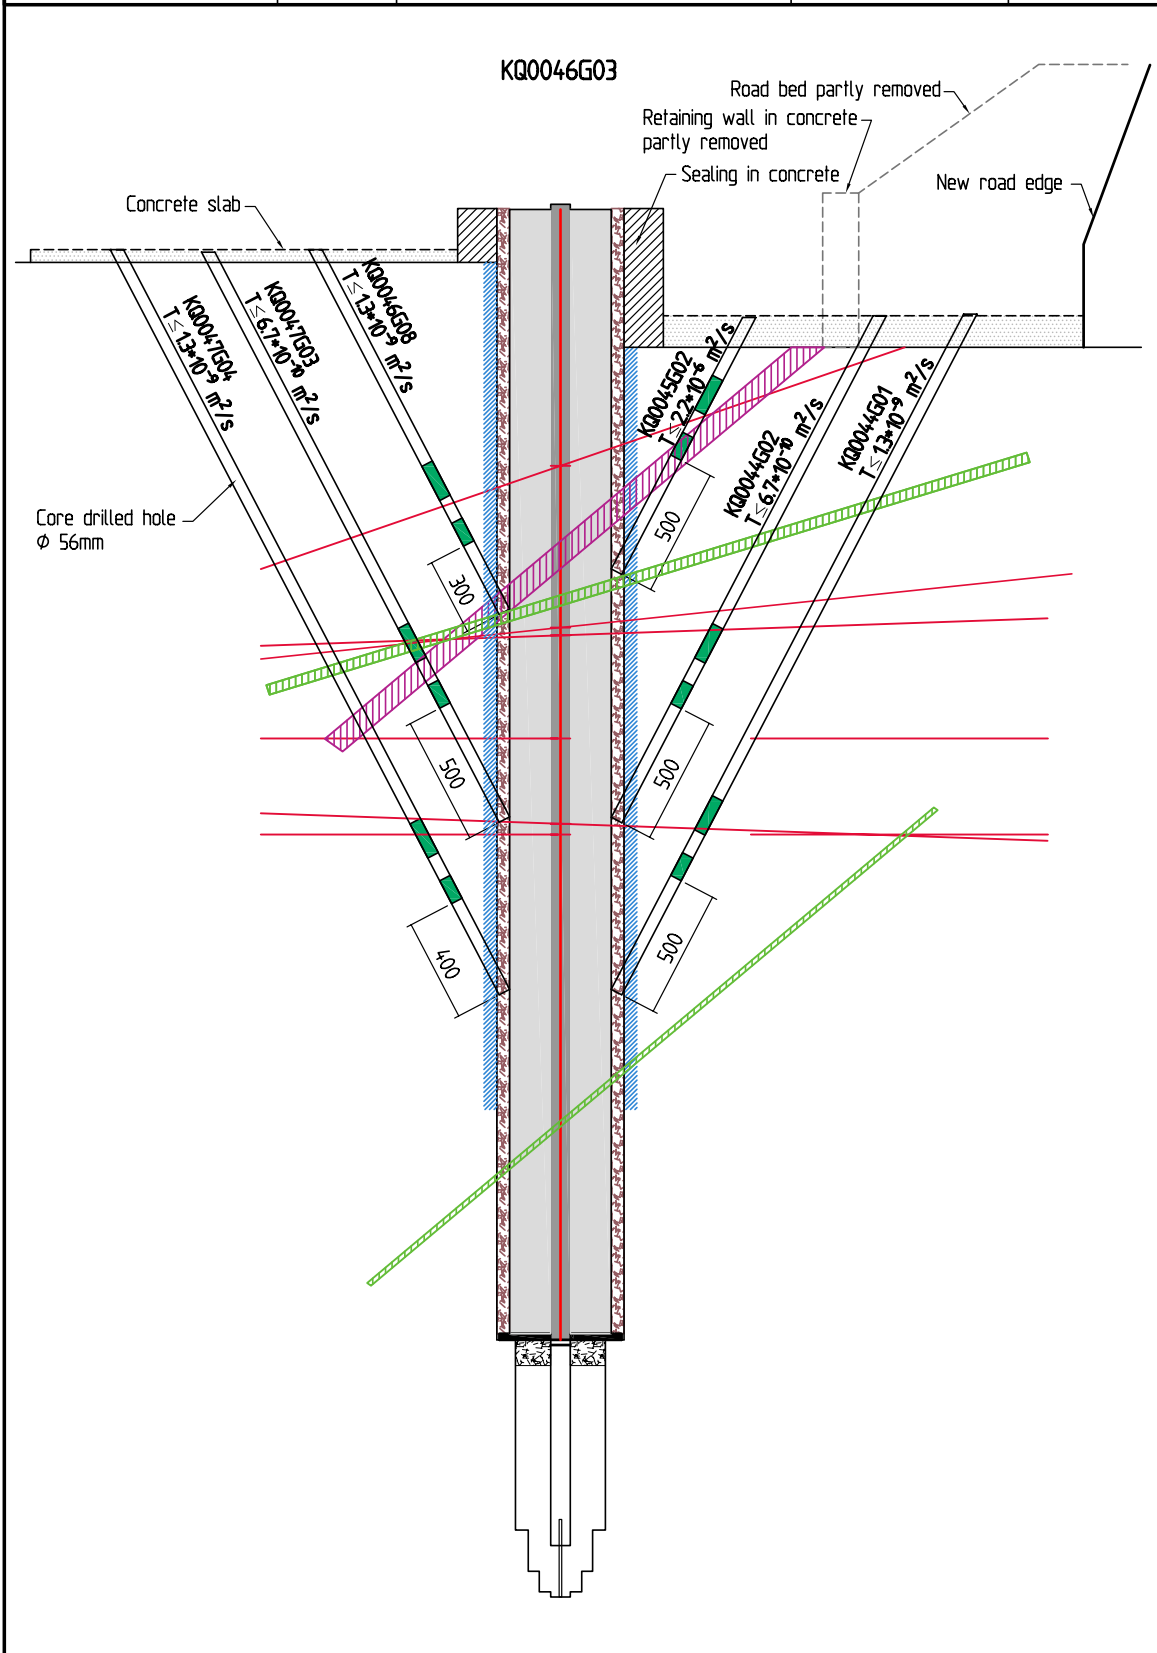 KQ0046G03
Road bed partly removed
Retaining wall in concrete
partly removed
Sealing in concrete
New road edge
Concrete slab
KQ0047G04
T≤1.3*10⁻⁹ m²/s
KQ0047G03
T≤6.7*10⁻¹⁰ m²/s
KQ0046G08
T≤1.3*10⁻⁹ m²/s
KQ0045G02
T≤2.2*10⁻⁶ m²/s
KQ0044G02
T≤6.7*10⁻¹⁰ m²/s
KQ0044G01
T≤1.3*10⁻⁹ m²/s
Core drilled hole
Φ 56mm
500
300
500
500
400
500